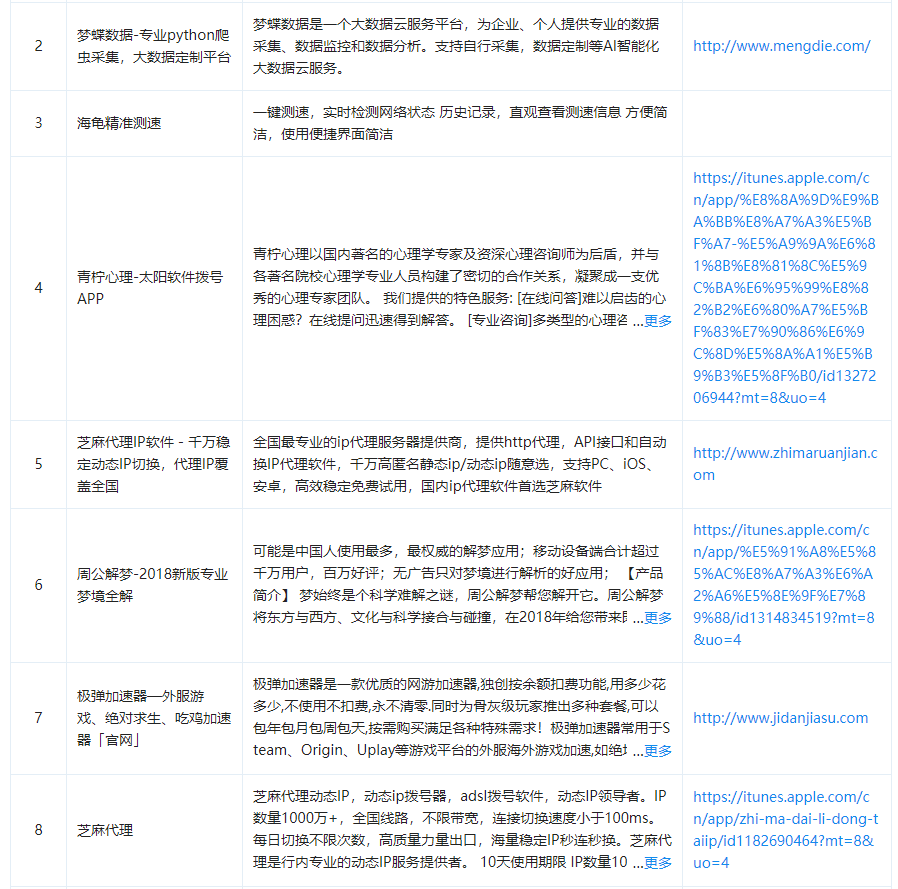 2
梦蝶数据-专业python爬
虫采集，大数据定制平台
梦蝶数据是一个大数据云服务平台，为企业、个人提供专业的数据
采集、数据监控和数据分析。支持自行采集，数据定制等AI智能化
大数据云服务。
http://www.mengdie.com/
3
海龟精准测速
一键测速，实时检测网络状态 历史记录，直观查看测速信息 方便简
洁，使用便捷界面简洁
4
青柠心理-太阳软件拨号
APP
青柠心理以国内著名的心理学专家及资深心理咨询师为后盾，并与
各著名院校心理学专业人员构建了密切的合作关系，凝聚成一支优
秀的心理专家团队。 我们提供的特色服务: [在线问答]难以启齿的心
理困惑？在线提问迅速得到解答。 [专业咨询]多类型的心理咨 ...更多
https://itunes.apple.com/c
n/app/%E8%8A%9D%E9%B
A%BB%E8%A7%A3%E5%B
F%A7-%E5%A9%9A%E6%8
1%8B%E8%81%8C%E5%9
C%BA%E6%95%99%E8%8
2%B2%E6%80%A7%E5%B
F%83%E7%90%86%E6%9
C%8D%E5%8A%A1%E5%B
9%B3%E5%8F%B0/id13272
06944?mt=8&uo=4
5
芝麻代理IP软件 - 千万稳
定动态IP切换，代理IP覆
盖全国
全国最专业的ip代理服务器提供商，提供http代理，API接口和自动
换IP代理软件，千万高匿名静态ip/动态ip随意选，支持PC、iOS、
安卓，高效稳定免费试用，国内ip代理软件首选芝麻软件
http://www.zhimaruanjian.c
om
6
周公解梦-2018新版专业
梦境全解
可能是中国人使用最多，最权威的解梦应用；移动设备端合计超过
千万用户，百万好评；无广告只对梦境进行解析的好应用； 【产品
简介】 梦始终是个科学难解之谜，周公解梦帮您解开它。周公解梦
将东方与西方、文化与科学接合与碰撞，在2018年给您带来 ...更多
https://itunes.apple.com/c
n/app/%E5%91%A8%E5%8
5%AC%E8%A7%A3%E6%A
2%A6%E5%8E%9F%E7%8
9%88/id1314834519?mt=8
&uo=4
7
极弹加速器—外服游
戏、绝对求生、吃鸡加速
器「官网」
极弹加速器是一款优质的网游加速器,独创按余额扣费功能,用多少花
多少,不使用不扣费,永不清零.同时为骨灰级玩家推出多种套餐,可以
包年包月包周包天,按需购买满足各种特殊需求！极弹加速器常用于S
team、Origin、Uplay等游戏平台的外服海外游戏加速,如绝 ...更多
http://www.jidanjiasu.com
8
芝麻代理
芝麻代理动态IP，动态ip拨号器，adsl拨号软件，动态IP领导者。IP
数量1000万+，全国线路，不限带宽，连接切换速度小于100ms。
每日切换不限次数，高质量力量出口，海量稳定IP秒连秒换。芝麻代
理是行内专业的动态IP服务提供者。 10天使用期限 IP数量10 ...更多
https://itunes.apple.com/c
n/app/zhi-ma-dai-li-dong-t
aiip/id1182690464?mt=8&
uo=4